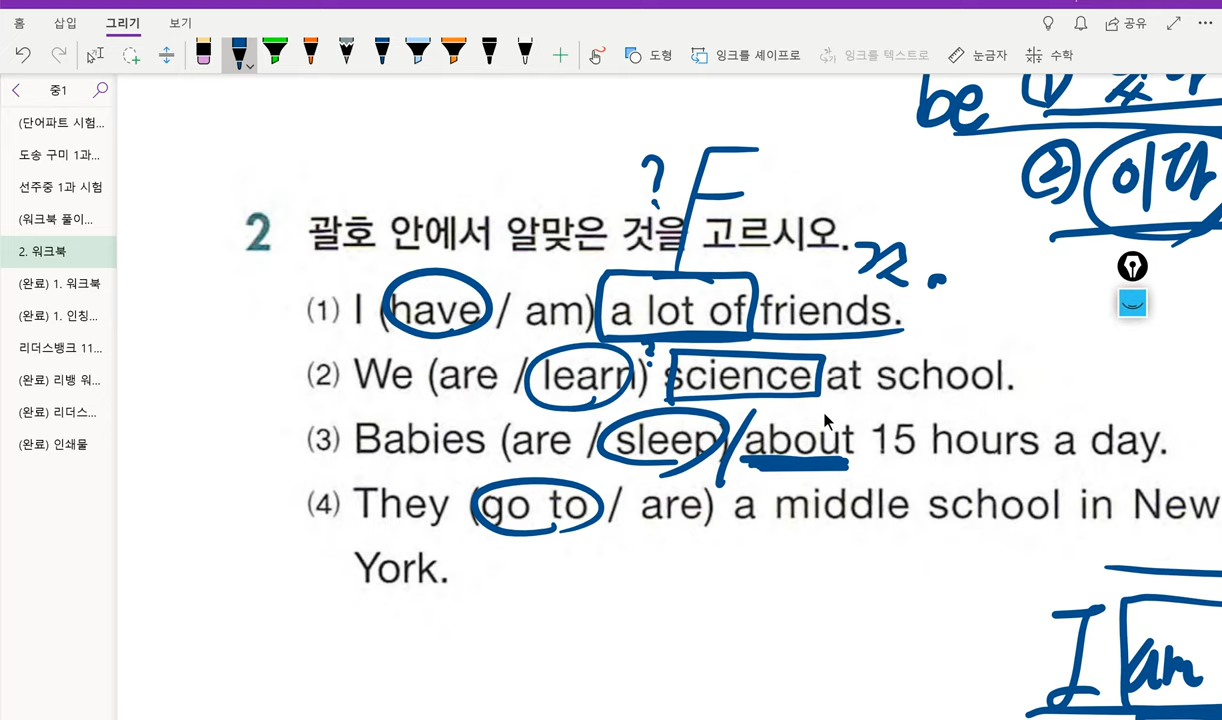 홈 삽입 그리기 보기
공유
도형 잉크를 셰이프로 잉크를 텍스트로 눈금자 수학
중1
(단어파트 시험...
도송 구미 1과...
선주중 1과 시험
(워크북 풀이...
2. 워크북
(완료) 1. 워크북
(완료) 1. 인칭...
리더스뱅크 11...
(완료) 리뱅 워...
(완료) 리더스...
(완료) 인쇄물
be ①
② 이다
?
2 괄호 안에서 알맞은 것을 고르시오.
(1) I (have / am) a lot of friends.
?
(2) We (are / learn) science at school.
(3) Babies (are / sleep) about 15 hours a day.
(4) They (go to / are) a middle school in New
York.
I am